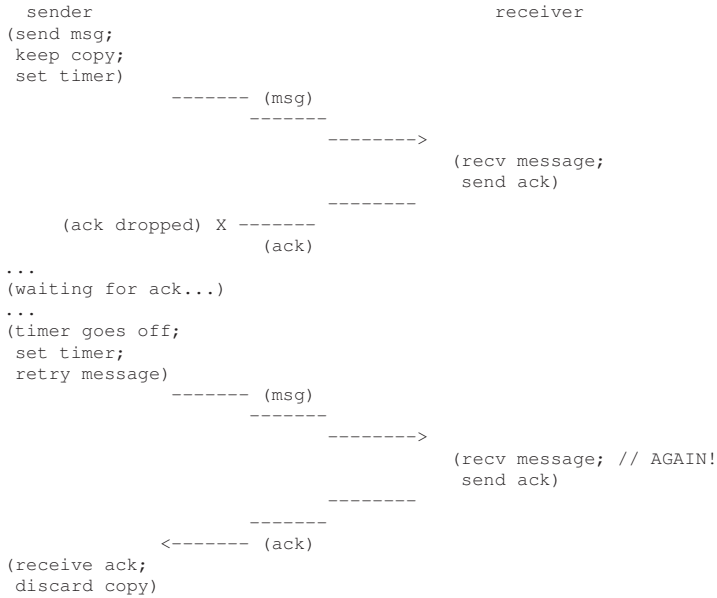 sender receiver
(send msg;
keep copy;
set timer)
------- (msg)
-------
-------->
(recv message;
send ack)
--------
(ack dropped) X -------
(ack)
...
(waiting for ack...)
...
(timer goes off;
set timer;
retry message)
------- (msg)
-------
-------->
(recv message; // AGAIN!
send ack)
--------
-------
<------- (ack)
(receive ack;
discard copy)